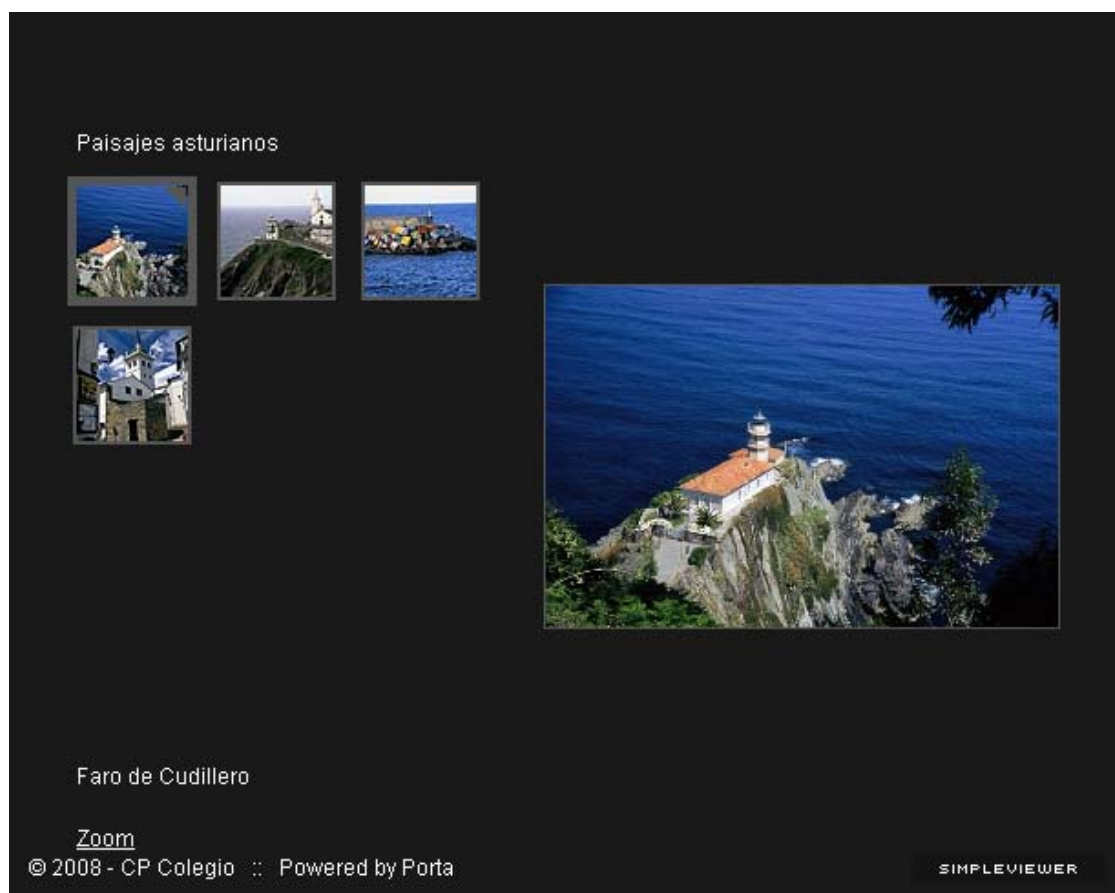 Paisajes asturianos
Faro de Cudillero
Zoom
© 2008 - CP Colegio :: Powered by Porta
SIMPLEVIEWER